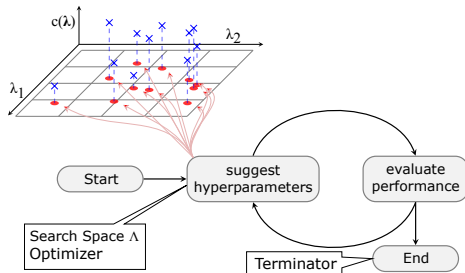 c(λ)
λ2
λ1
Start
suggest
hyperparameters
evaluate
performance
Search Space Λ
Optimizer
Terminator
End